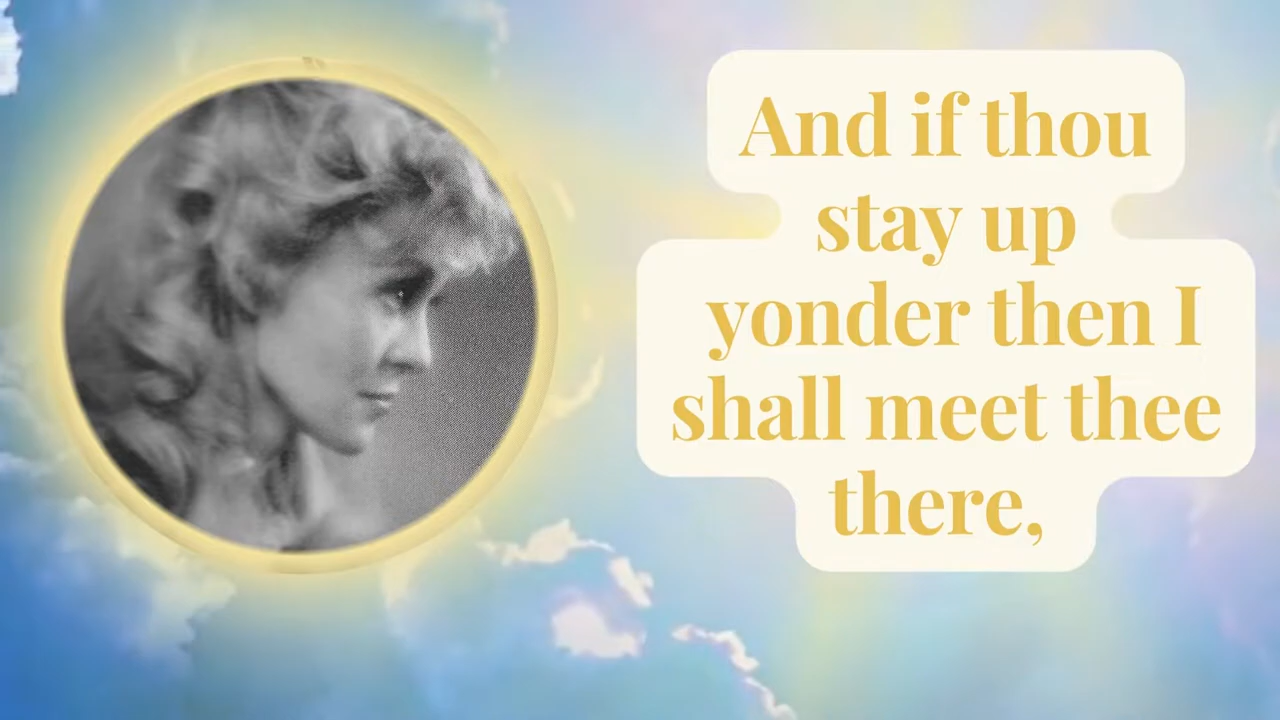 And if thou
stay up
yonder then I
shall meet thee
there,